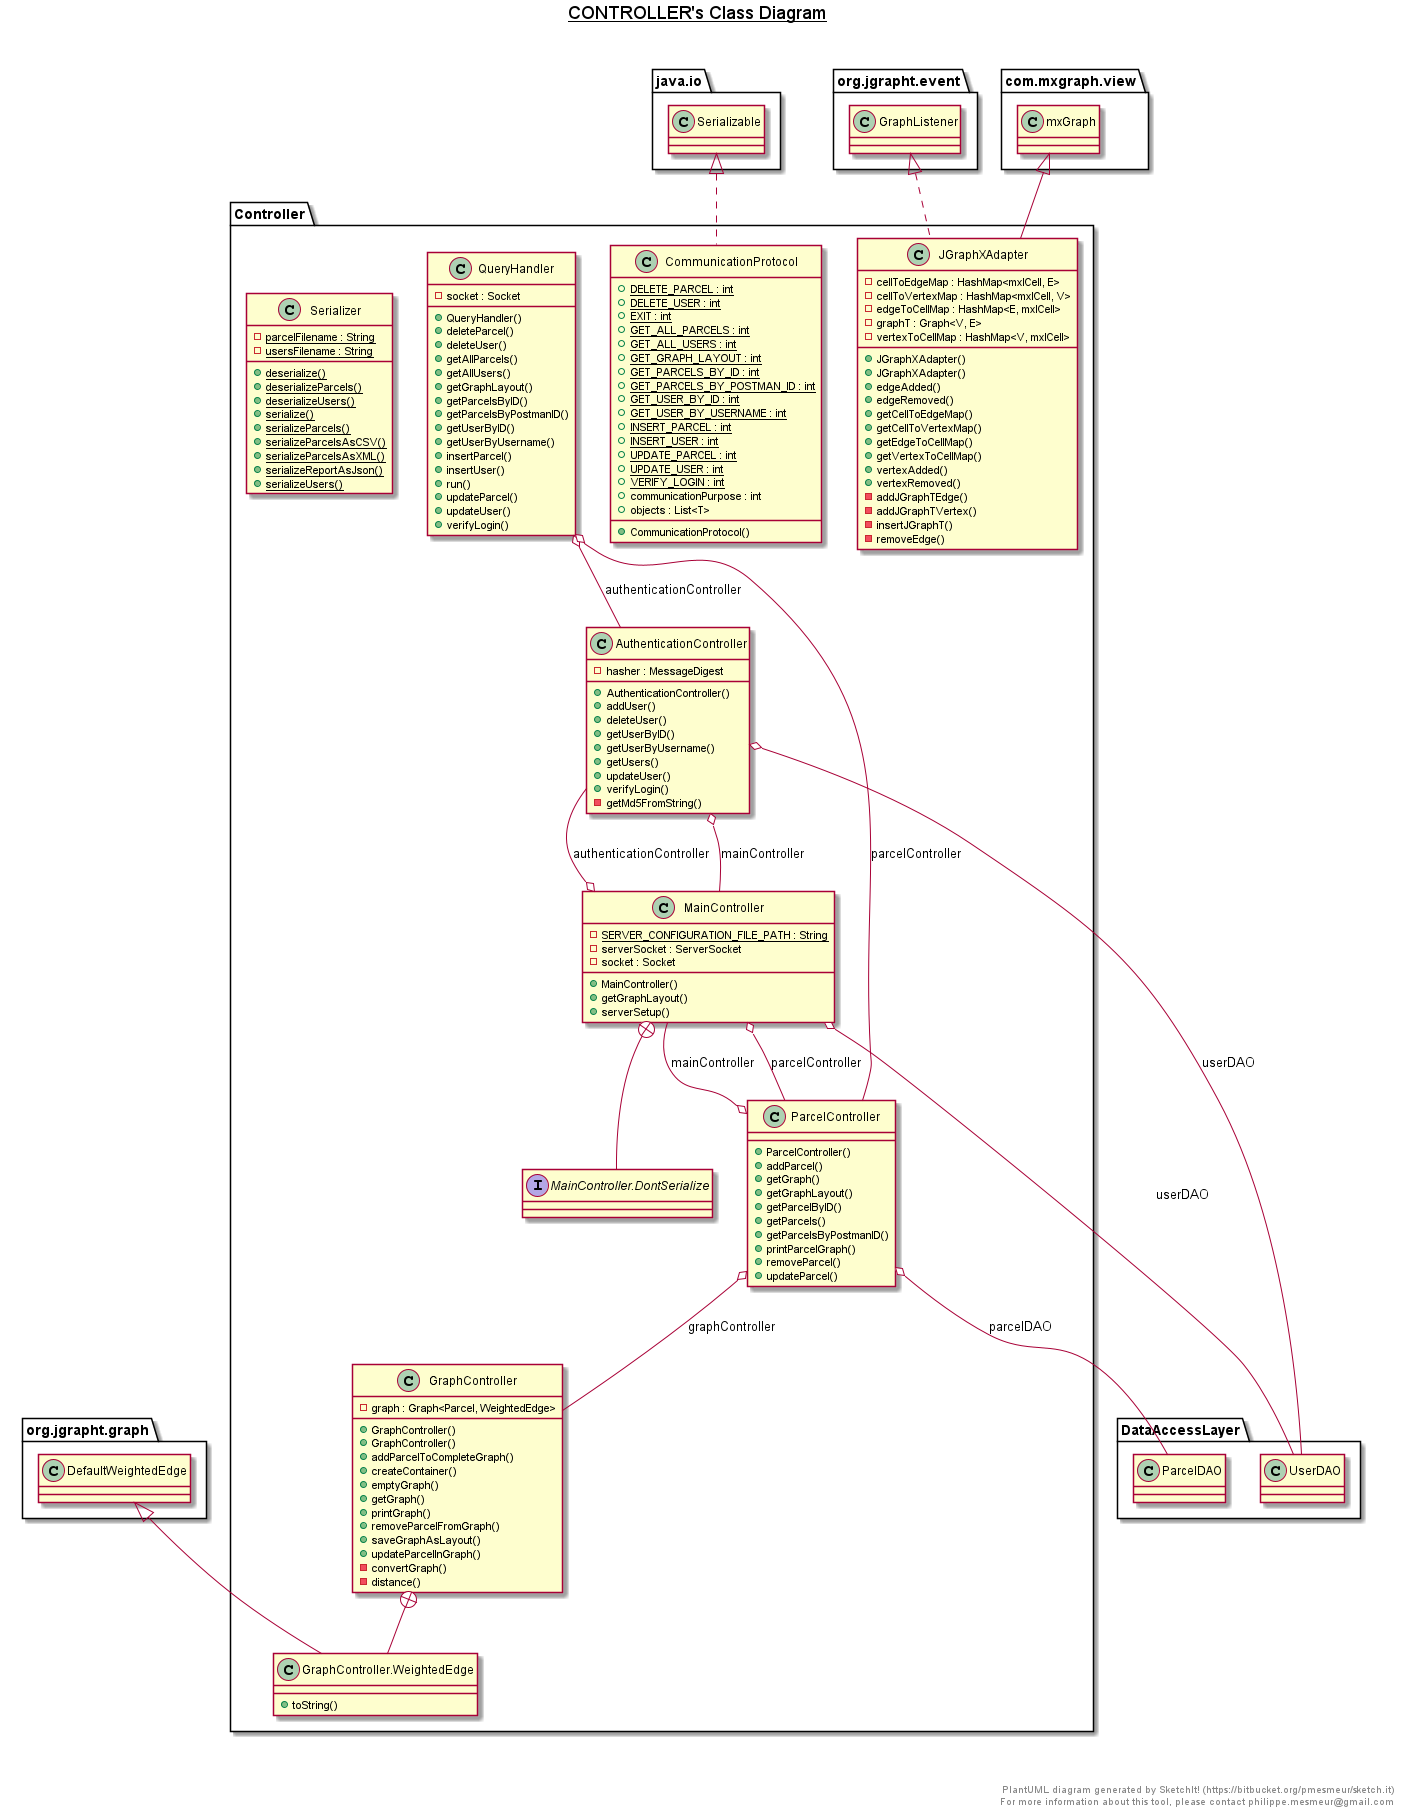 CONTROLLER's Class Diagram
java.io
C Serializable
org.jgrapht.event
C GraphListener
com.mxgraph.view
C mxGraph
Controller
C Serializer
parcelFilename : String
usersFilename : String
deserialize()
deserializeParcels()
deserializeUsers()
serialize()
serializeParcels()
serializeParcelsAsCSV()
serializeParcelsAsXML()
serializeReportAsJson()
serializeUsers()
C QueryHandler
socket : Socket
QueryHandler()
deleteParcel()
deleteUser()
getAllParcels()
getAllUsers()
getGraphLayout()
getParcelsByID()
getParcelsByPostmanID()
getUserByID()
getUserByUsername()
insertParcel()
insertUser()
run()
updateParcel()
updateUser()
verifyLogin()
C CommunicationProtocol
DELETE_PARCEL : int
DELETE_USER : int
EXIT : int
GET_ALL_PARCELS : int
GET_ALL_USERS : int
GET_GRAPH_LAYOUT : int
GET_PARCELS_BY_ID : int
GET_PARCELS_BY_POSTMAN_ID : int
GET_USER_BY_ID : int
GET_USER_BY_USERNAME : int
INSERT_PARCEL : int
INSERT_USER : int
UPDATE_PARCEL : int
UPDATE_USER : int
VERIFY_LOGIN : int
communicationPurpose : int
objects : List<T>
CommunicationProtocol()
C JGraphXAdapter
cellToEdgeMap : HashMap<mxICell, E>
cellToVertexMap : HashMap<mxICell, V>
edgeToCellMap : HashMap<E, mxICell>
graphT : Graph<V, E>
vertexToCellMap : HashMap<V, mxICell>
JGraphXAdapter()
JGraphXAdapter()
edgeAdded()
edgeRemoved()
getCellToEdgeMap()
getCellToVertexMap()
getEdgeToCellMap()
getVertexToCellMap()
vertexAdded()
vertexRemoved()
addJGraphTEdge()
addJGraphTVertex()
insertJGraphT()
removeEdge()
authenticationController
C AuthenticationController
hasher : MessageDigest
AuthenticationController()
addUser()
deleteUser()
getUserByID()
getUserByUsername()
getUsers()
updateUser()
verifyLogin()
getMd5FromString()
authenticationController
mainController
parcelController
C MainController
SERVER_CONFIGURATION_FILE_PATH : String
serverSocket : ServerSocket
socket : Socket
MainController()
getGraphLayout()
serverSetup()
mainController
parcelController
userDAO
C ParcelController
ParcelController()
addParcel()
getGraph()
getGraphLayout()
getParcelByID()
getParcels()
getParcelsByPostmanID()
printParcelGraph()
removeParcel()
updateParcel()
I MainController.DontSerialize
userDAO
graphController
parcelDAO
C GraphController
graph : Graph<Parcel, WeightedEdge>
GraphController()
GraphController()
addParcelToCompleteGraph()
createContainer()
emptyGraph()
getGraph()
printGraph()
removeParcelFromGraph()
saveGraphAsLayout()
updateParcelInGraph()
convertGraph()
distance()
org.jgrapht.graph
C DefaultWeightedEdge
DataAccessLayer
C ParcelDAO
C UserDAO
C GraphController.WeightedEdge
toString()
PlantUML diagram generated by SketchIt! (https://bitbucket.org/pmesmeur/sketch.it)
For more information about this tool, please contact philippe.mesmeur@gmail.com